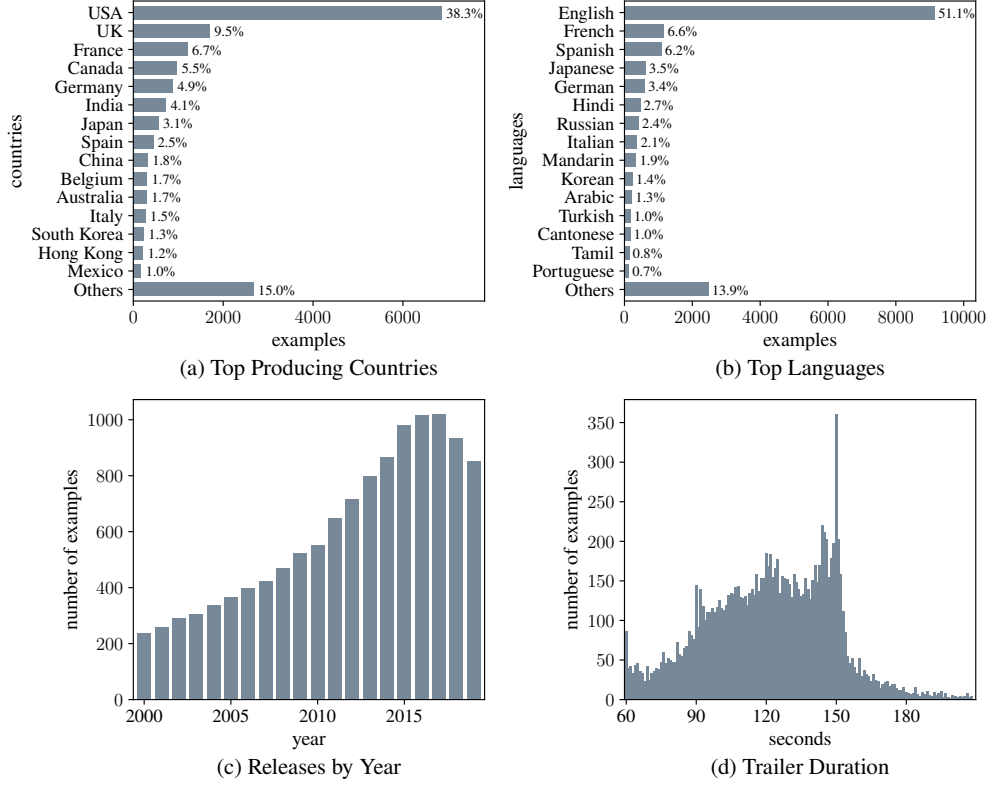 USA 38.3%
UK 9.5%
France 6.7%
Canada 5.5%
Germany 4.9%
India 4.1%
Japan 3.1%
Spain 2.5%
China 1.8%
Belgium 1.7%
Australia 1.7%
Italy 1.5%
South Korea 1.3%
Hong Kong 1.2%
Mexico 1.0%
Others 15.0%
countries
0 2000 4000 6000
examples
(a) Top Producing Countries
English 51.1%
French 6.6%
Spanish 6.2%
Japanese 3.5%
German 3.4%
Hindi 2.7%
Russian 2.4%
Italian 2.1%
Mandarin 1.9%
Korean 1.4%
Arabic 1.3%
Turkish 1.0%
Cantonese 1.0%
Tamil 0.8%
Portuguese 0.7%
Others 13.9%
languages
0 2000 4000 6000 8000 10000
examples
(b) Top Languages
1000
800
600
400
200
0
number of examples
2000 2005 2010 2015
year
(c) Releases by Year
350
300
250
200
150
100
50
0
number of examples
60 90 120 150 180
seconds
(d) Trailer Duration